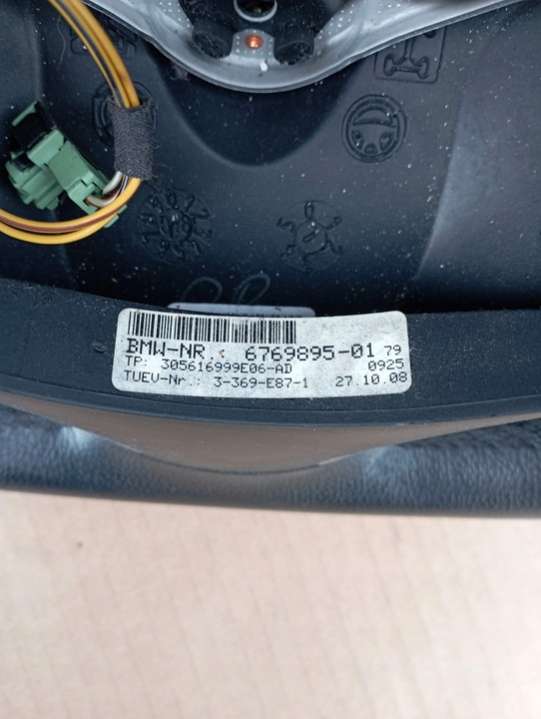 BMW-NR.: 6769895-01 79
TP: 305616999E06-AD 0925
TUEV-Nr.: 3-369-E87-1 27.10.08